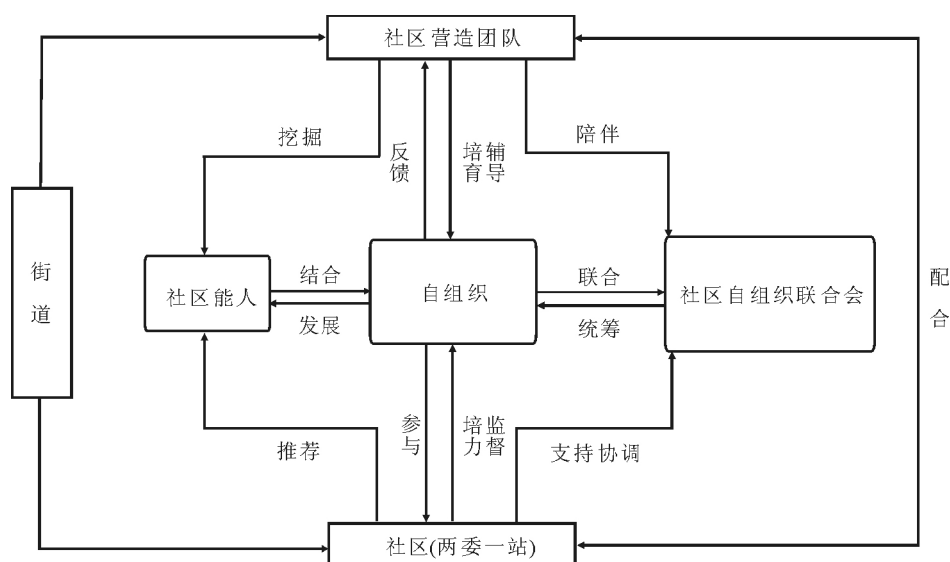 社区营造团队
挖掘
反馈
培育
辅导
陪伴
街道
社区能人
结合
发展
自组织
联合
统筹
社区自组织联合会
配合
推荐
参与
培力
监督
支持协调
社区(两委一站)